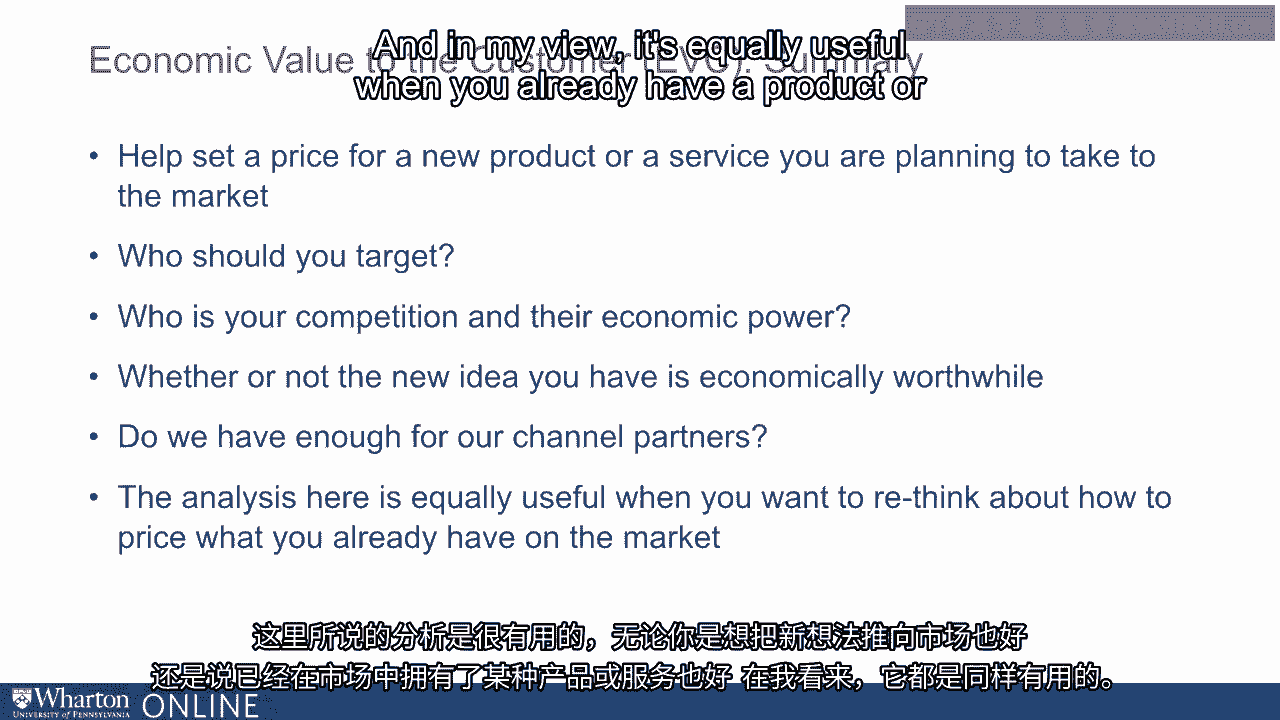 And in my view, it's equally useful
when you already have a product or
Economic Value to the Customer (EVC): Summary
• Help set a price for a new product or a service you are planning to take to
the market
• Who should you target?
• Who is your competition and their economic power?
• Whether or not the new idea you have is economically worthwhile
• Do we have enough for our channel partners?
• The analysis here is equally useful when you want to re-think about how to
price what you already have on the market
这里所说的分析是很有用的，无论你是想把新想法推向市场也好
还是说已经在市场中拥有了某种产品或服务也好 在我看来，它都是同样有用的。
Wharton ONLINE
UNIVERSITY of PENNSYLVANIA